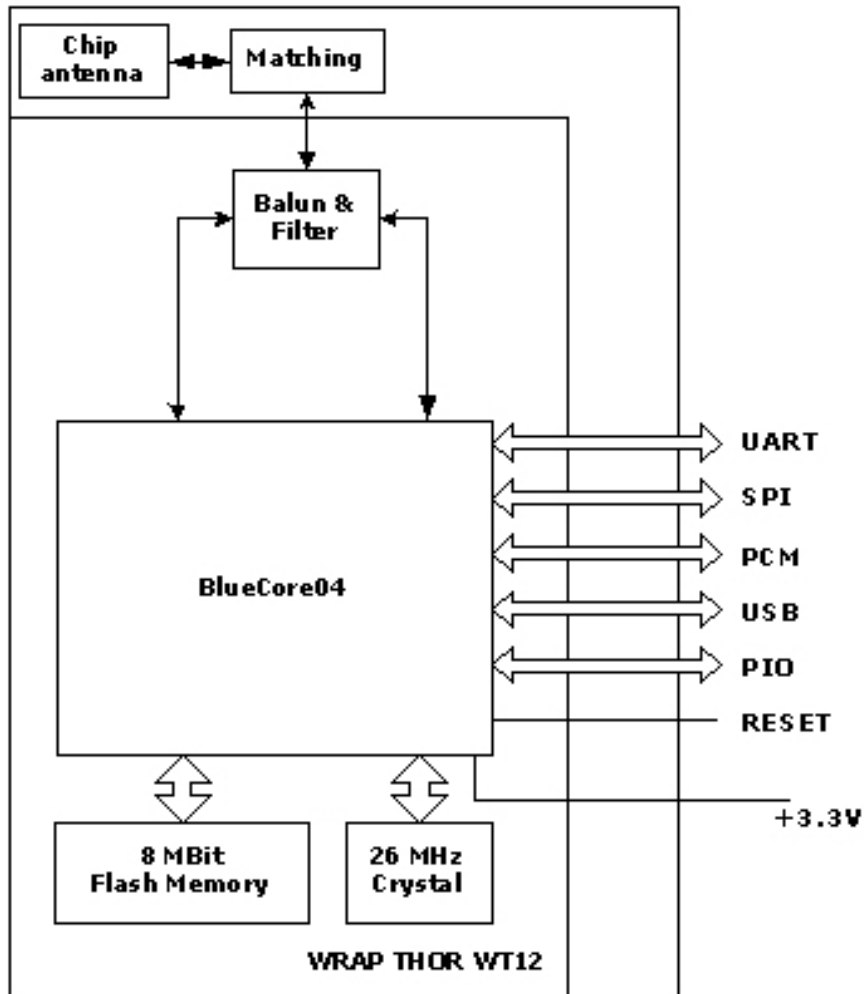 Chip
antenna
Matching
Balun &
Filter
BlueCore04
UART
SPI
PCM
USB
PIO
RESET
+3.3V
8 MBit
Flash Memory
26 MHz
Crystal
WRAP THOR WT12